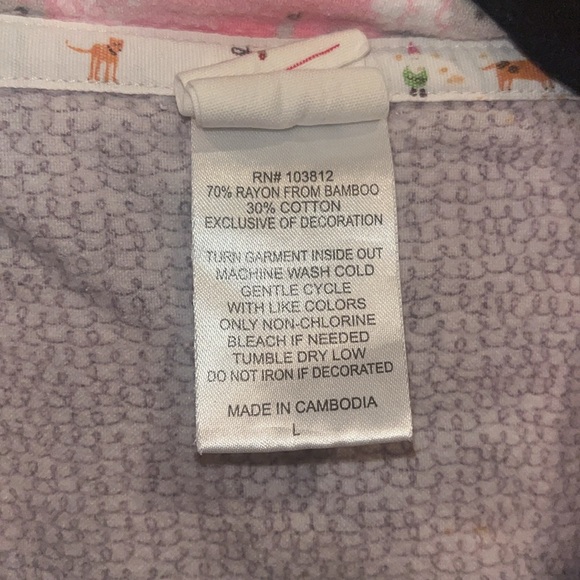 RN# 103812
70% RAYON FROM BAMBOO
30% COTTON
EXCLUSIVE OF DECORATION
TURN GARMENT INSIDE OUT
MACHINE WASH COLD
GENTLE CYCLE
WITH LIKE COLORS
ONLY NON-CHLORINE
BLEACH IF NEEDED
TUMBLE DRY LOW
DO NOT IRON IF DECORATED
MADE IN CAMBODIA
L